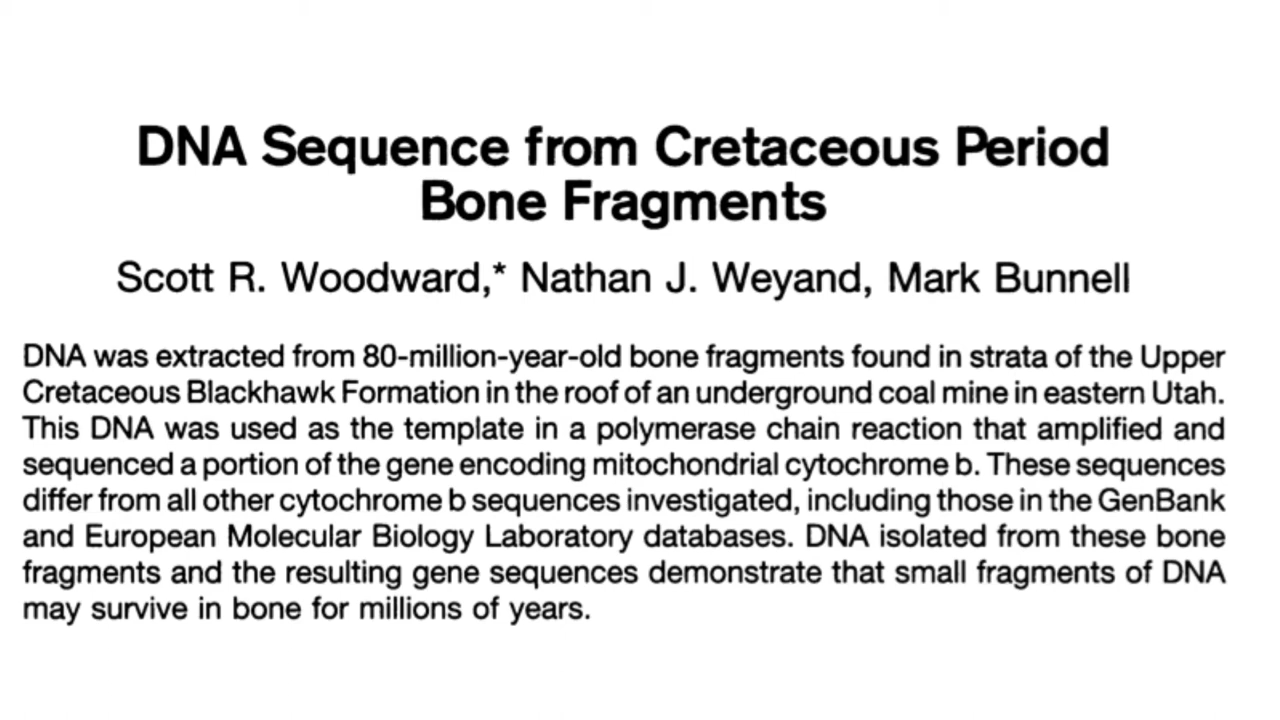 DNA Sequence from Cretaceous Period
Bone Fragments
Scott R. Woodward,* Nathan J. Weyand, Mark Bunnell
DNA was extracted from 80-million-year-old bone fragments found in strata of the Upper
Cretaceous Blackhawk Formation in the roof of an underground coal mine in eastern Utah.
This DNA was used as the template in a polymerase chain reaction that amplified and
sequenced a portion of the gene encoding mitochondrial cytochrome b. These sequences
differ from all other cytochrome b sequences investigated, including those in the GenBank
and European Molecular Biology Laboratory databases. DNA isolated from these bone
fragments and the resulting gene sequences demonstrate that small fragments of DNA
may survive in bone for millions of years.